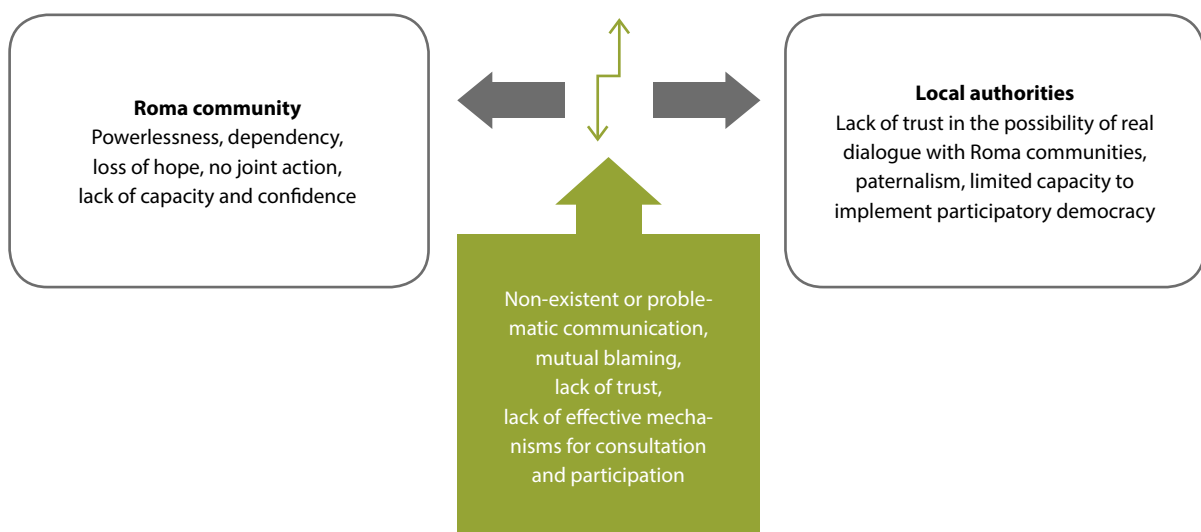 Roma community
Powerlessness, dependency,
loss of hope, no joint action,
lack of capacity and confidence
Local authorities
Lack of trust in the possibility of real
dialogue with Roma communities,
paternalism, limited capacity to
implement participatory democracy
Non-existent or proble-
matic communication,
mutual blaming,
lack of trust,
lack of effective mecha-
nisms for consultation
and participation